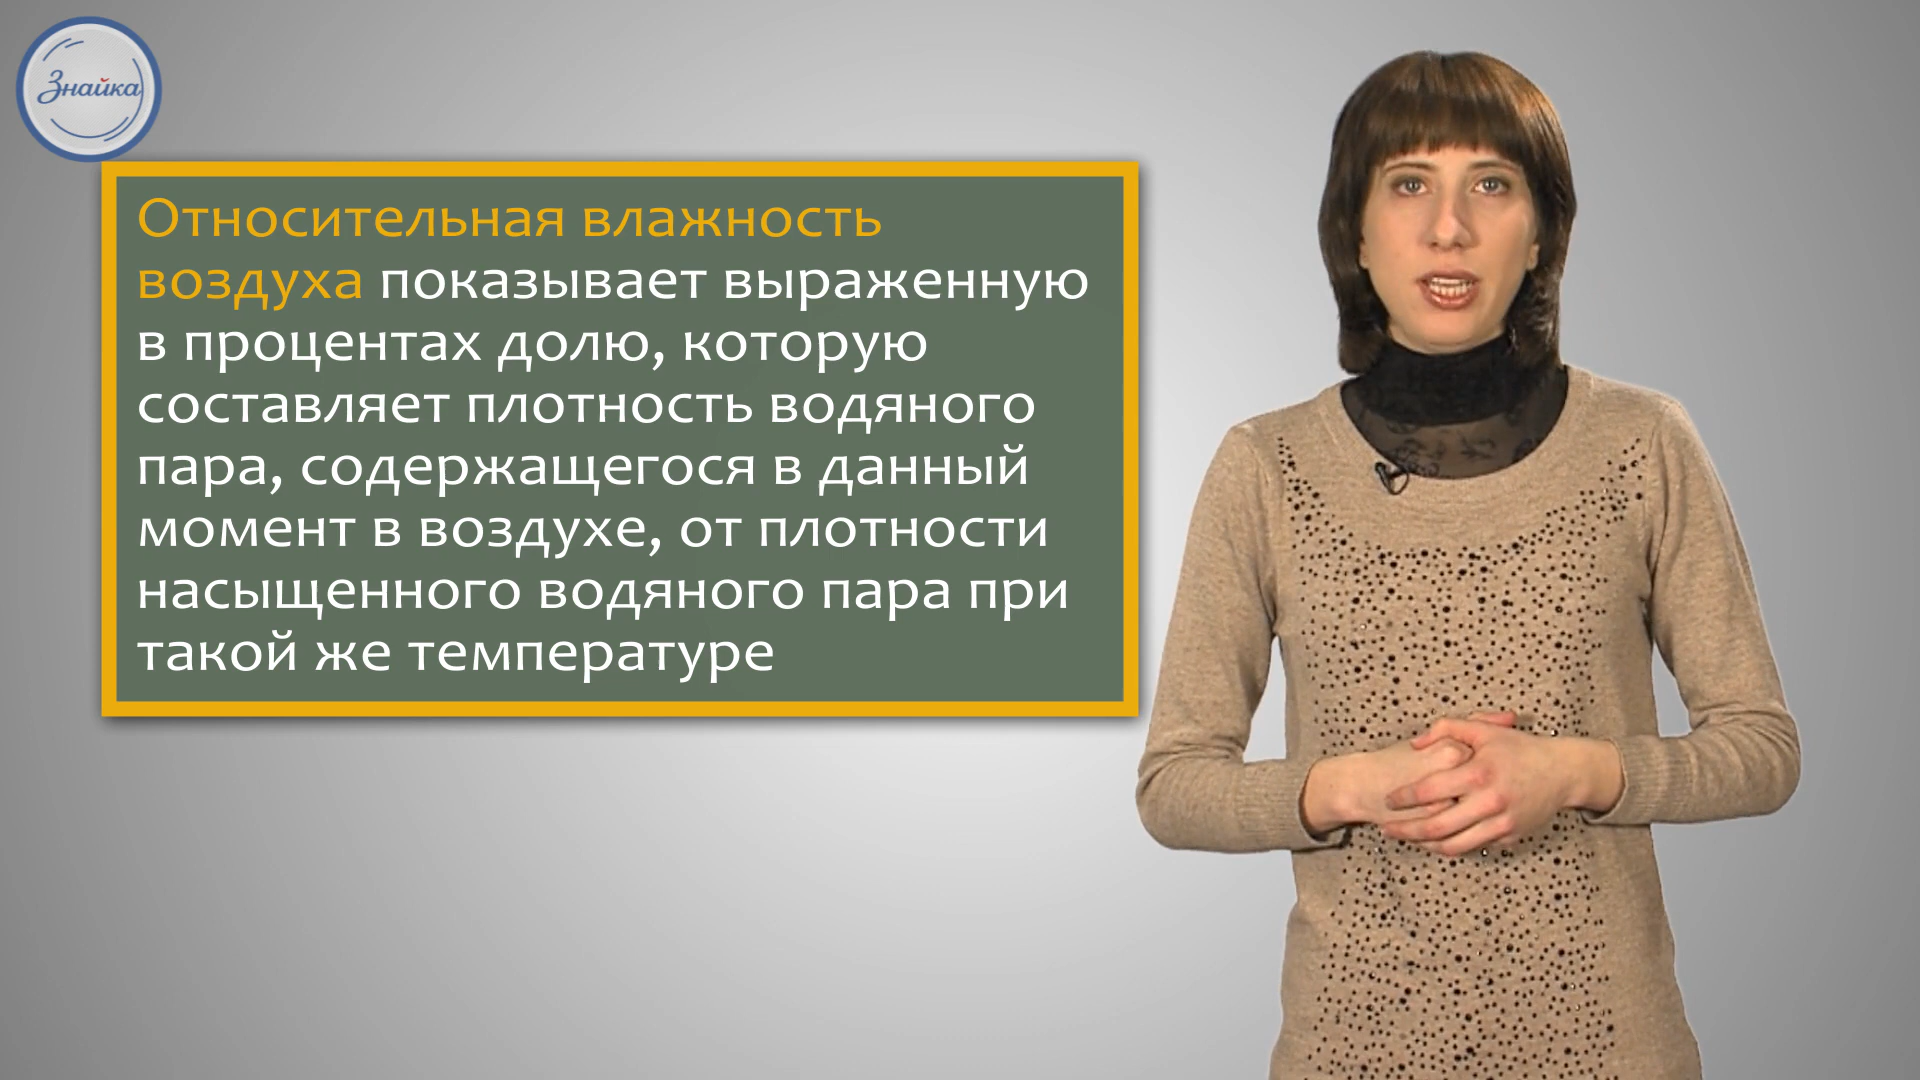 Знайка
Относительная влажность
воздуха показывает выраженную
в процентах долю, которую
составляет плотность водяного
пара, содержащегося в данный
момент в воздухе, от плотности
насыщенного водяного пара при
такой же температуре